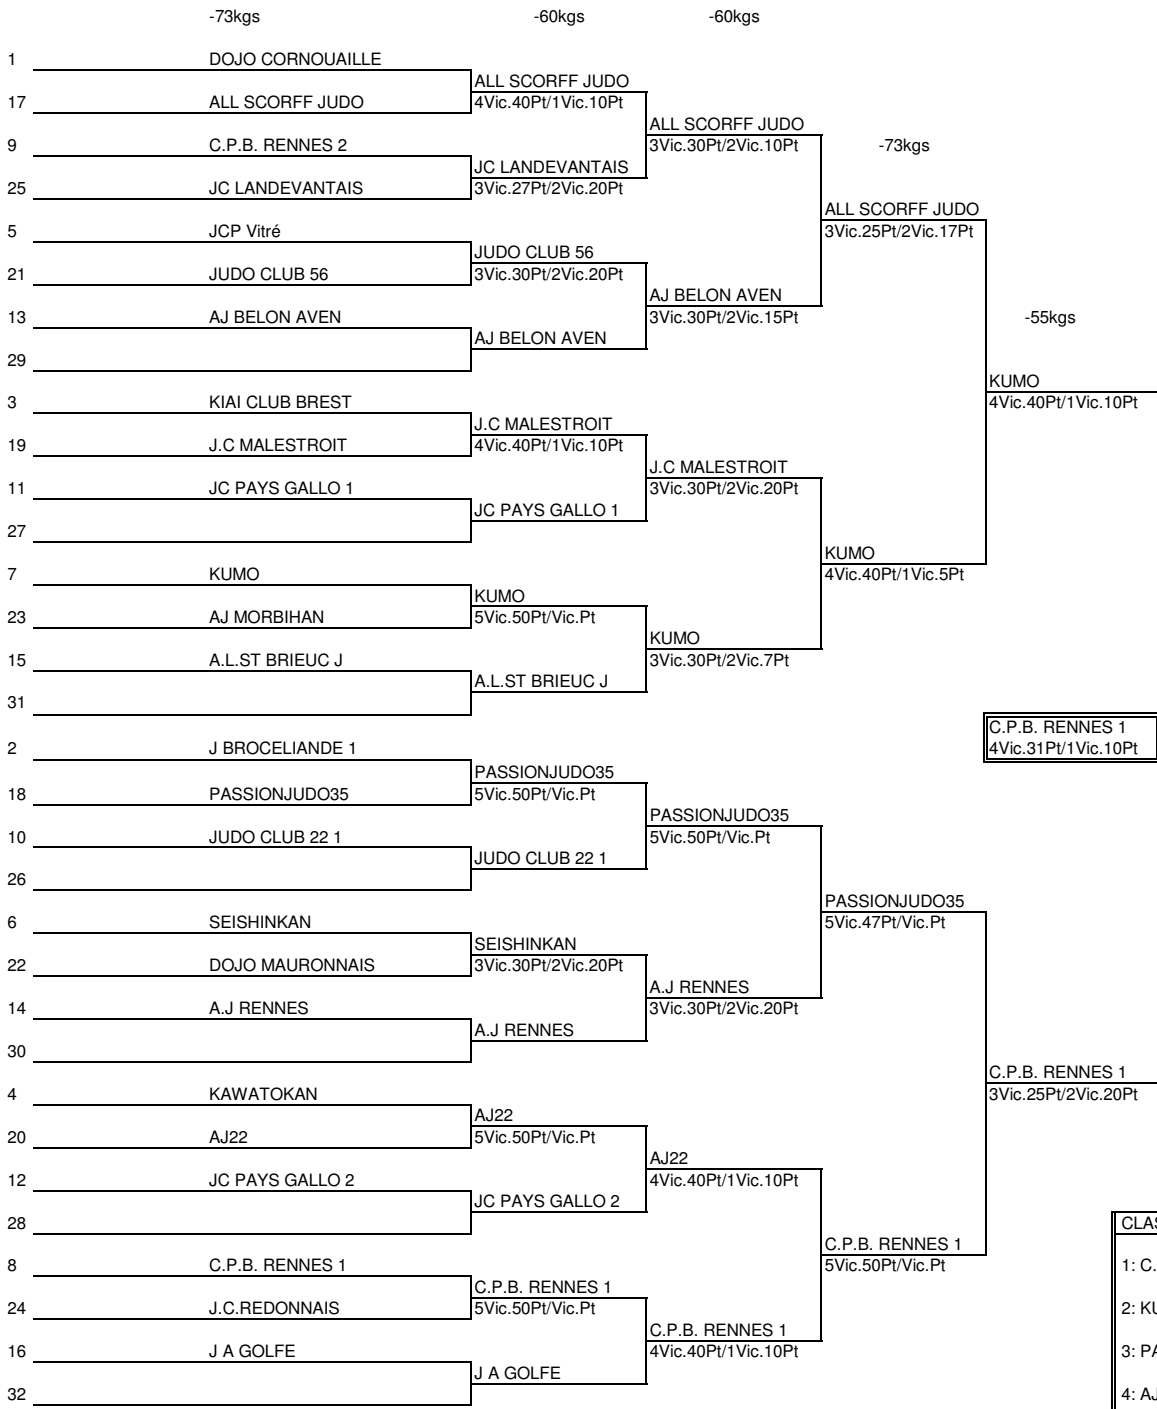 -73kgs -60kgs -60kgs
1 DOJO CORNOUAILLE
ALL SCORFF JUDO
17 ALL SCORFF JUDO 4Vic.40Pt/1Vic.10Pt
ALL SCORFF JUDO
9 C.P.B. RENNES 2 3Vic.30Pt/2Vic.10Pt -73kgs
JC LANDEVANTAIS
25 JC LANDEVANTAIS 3Vic.27Pt/2Vic.20Pt
ALL SCORFF JUDO
5 JCP Vitré 3Vic.25Pt/2Vic.17Pt
JUDO CLUB 56
21 JUDO CLUB 56 3Vic.30Pt/2Vic.20Pt
AJ BELON AVEN
13 AJ BELON AVEN 3Vic.30Pt/2Vic.15Pt -55kgs
AJ BELON AVEN
29
KUMO
3 KIAI CLUB BREST 4Vic.40Pt/1Vic.10Pt
J.C MALESTROIT
19 J.C MALESTROIT 4Vic.40Pt/1Vic.10Pt
J.C MALESTROIT
11 JC PAYS GALLO 1 3Vic.30Pt/2Vic.20Pt
JC PAYS GALLO 1
27
KUMO
7 KUMO 4Vic.40Pt/1Vic.5Pt
KUMO
23 AJ MORBIHAN 5Vic.50Pt/Vic.Pt
KUMO
15 A.L.ST BRIEUC J 3Vic.30Pt/2Vic.7Pt
A.L.ST BRIEUC J
31
C.P.B. RENNES 1
2 J BROCELIANDE 1 4Vic.31Pt/1Vic.10Pt
PASSIONJUDO35
18 PASSIONJUDO35 5Vic.50Pt/Vic.Pt
PASSIONJUDO35
10 JUDO CLUB 22 1 5Vic.50Pt/Vic.Pt
JUDO CLUB 22 1
26
PASSIONJUDO35
6 SEISHINKAN 5Vic.47Pt/Vic.Pt
SEISHINKAN
22 DOJO MAURONNAIS 3Vic.30Pt/2Vic.20Pt
A.J RENNES
14 A.J RENNES 3Vic.30Pt/2Vic.20Pt
A.J RENNES
30
C.P.B. RENNES 1
4 KAWATOKAN 3Vic.25Pt/2Vic.20Pt
AJ22
20 AJ22 5Vic.50Pt/Vic.Pt
AJ22
12 JC PAYS GALLO 2 4Vic.40Pt/1Vic.10Pt
JC PAYS GALLO 2
28 CLAS
C.P.B. RENNES 1
8 C.P.B. RENNES 1 5Vic.50Pt/Vic.Pt 1: C.
C.P.B. RENNES 1
24 J.C.REDONNAIS 5Vic.50Pt/Vic.Pt 2: KU
C.P.B. RENNES 1
16 J A GOLFE 4Vic.40Pt/1Vic.10Pt 3: PA
J A GOLFE
32 4: AJ